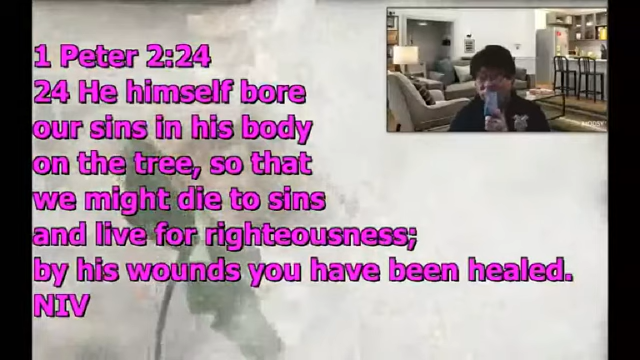 1 Peter 2:24
24 He himself bore
our sins in his body
on the tree, so that
we might die to sins
and live for righteousness;
by his wounds you have been healed.
NIV